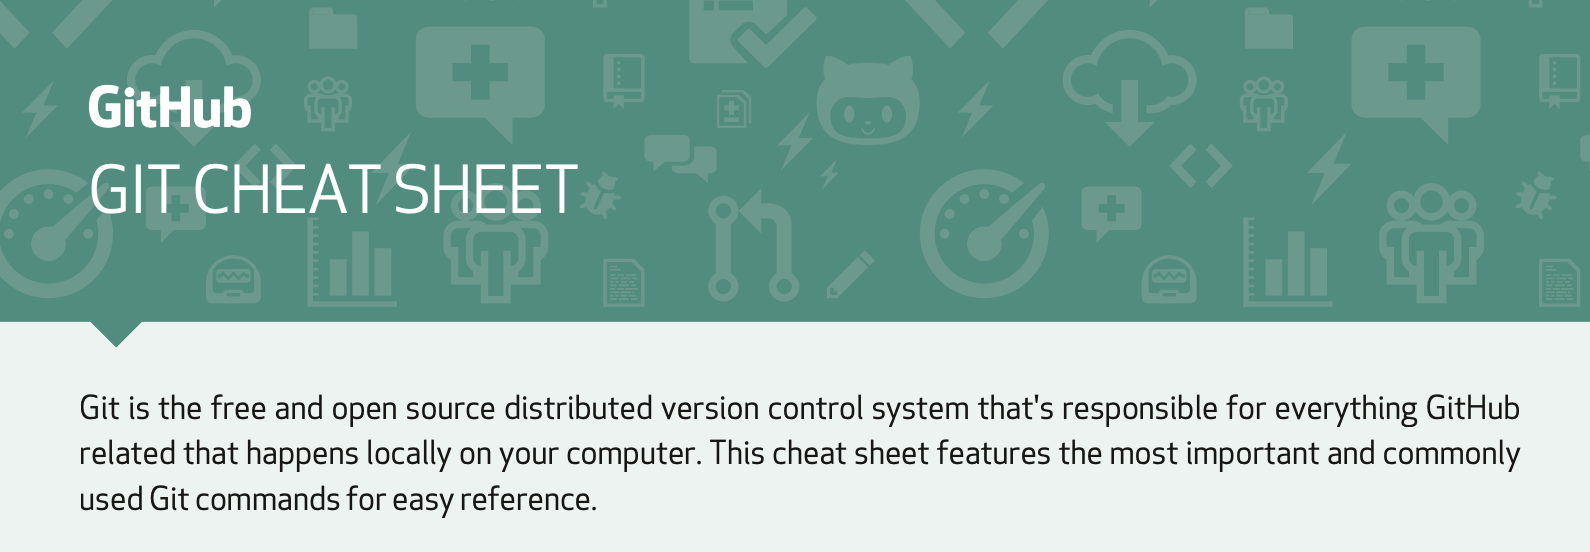 GitHub
GIT CHEAT SHEET
Git is the free and open source distributed version control system that's responsible for everything GitHub
related that happens locally on your computer. This cheat sheet features the most important and commonly
used Git commands for easy reference.